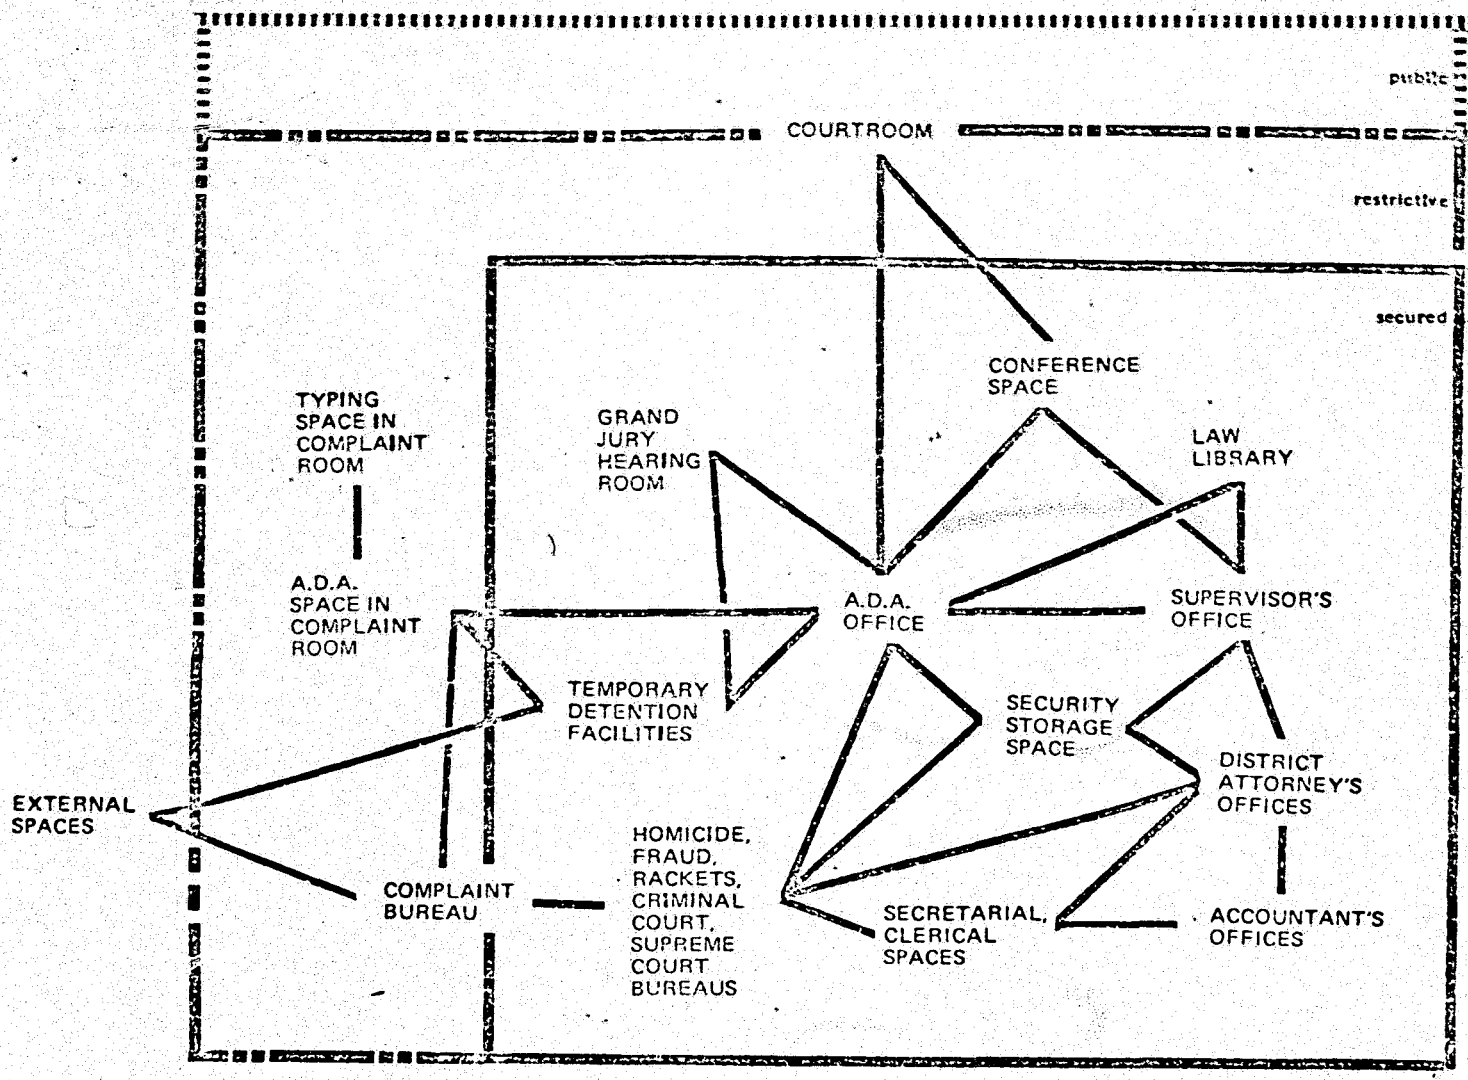 public
COURTROOM
restrictive
secured
CONFERENCE
SPACE
TYPING
SPACE IN
COMPLAINT
ROOM
GRAND
JURY
HEARING
ROOM
LAW
LIBRARY
A.D.A.
SPACE IN
COMPLAINT
ROOM
A.D.A.
OFFICE
SUPERVISOR'S
OFFICE
TEMPORARY
DETENTION
FACILITIES
SECURITY
STORAGE
SPACE
DISTRICT
ATTORNEY'S
OFFICES
EXTERNAL
SPACES
HOMICIDE,
FRAUD,
RACKETS,
CRIMINAL
COURT,
SUPREME
COURT
BUREAUS
COMPLAINT
BUREAU
SECRETARIAL,
CLERICAL
SPACES
ACCOUNTANT'S
OFFICES